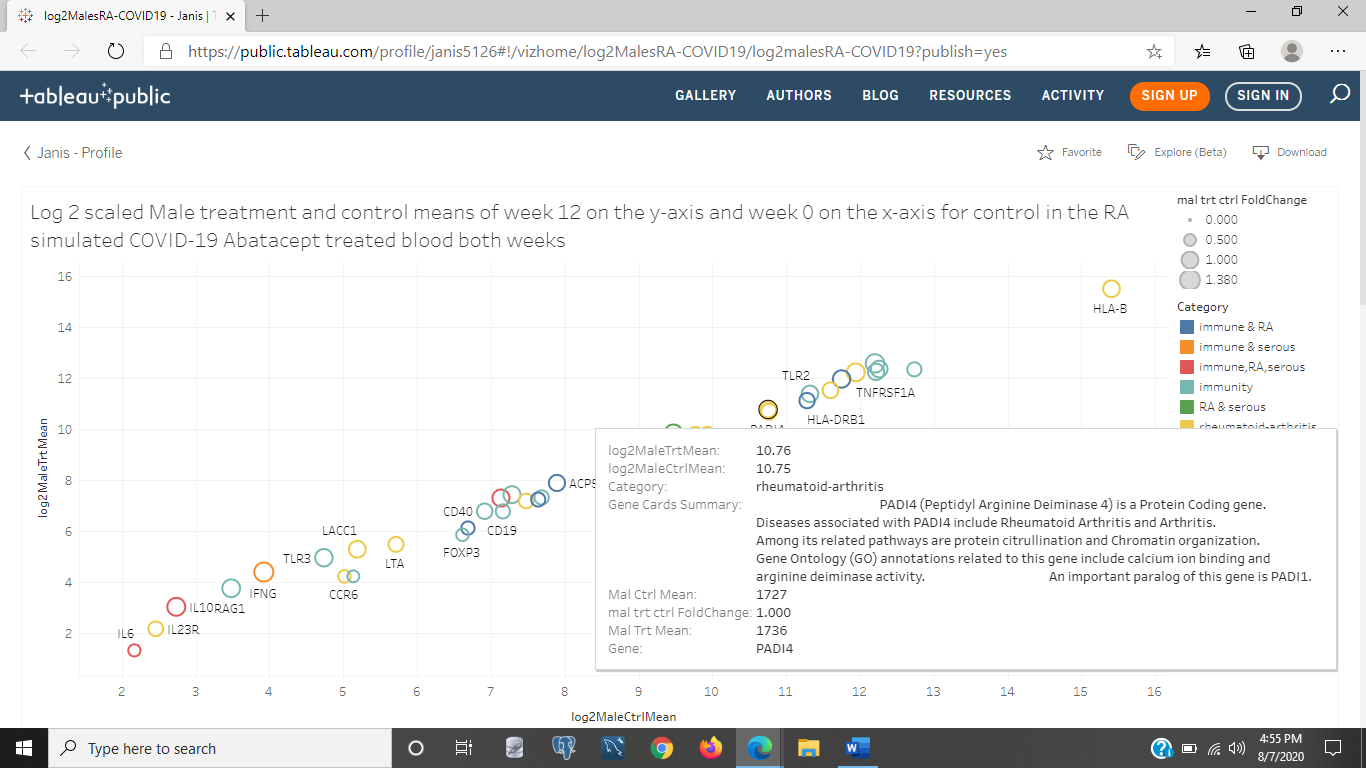 log2MalesRA-COVID19 - Janis | T
https://public.tableau.com/profile/janis5126#!/vizhome/log2MalesRA-COVID19/log2malesRA-COVID19?publish=yes
tableau public
GALLERY AUTHORS BLOG RESOURCES ACTIVITY SIGN UP SIGN IN
Janis - Profile
Favorite Explore (Beta) Download
Log 2 scaled Male treatment and control means of week 12 on the y-axis and week 0 on the x-axis for control in the RA
simulated COVID-19 Abatacept treated blood both weeks
mal trt ctrl FoldChange
0.000
0.500
1.000
1.380
Category
immune & RA
immune & serous
immune,RA,serous
immunity
RA & serous
rheumatoid-arthritis
log2MaleTrtMean
16
14
12
10
8
6
4
2
HLA-B
TLR2
TNFRSF1A
HLA-DRB1
PADI4
ACP5
CD40
CD19
FOXP3
LACC1
TLR3
LTA
CCR6
IFNG
IL10
RAG1
IL23R
IL6
log2MaleTrtMean: 10.76
log2MaleCtrlMean: 10.75
Category: rheumatoid-arthritis
Gene Cards Summary: PADI4 (Peptidyl Arginine Deiminase 4) is a Protein Coding gene.
Diseases associated with PADI4 include Rheumatoid Arthritis and Arthritis.
Among its related pathways are protein citrullination and Chromatin organization.
Gene Ontology (GO) annotations related to this gene include calcium ion binding and
arginine deiminase activity. An important paralog of this gene is PADI1.
Mal Ctrl Mean: 1727
mal trt ctrl FoldChange: 1.000
Mal Trt Mean: 1736
Gene: PADI4
2 3 4 5 6 7 8 9 10 11 12 13 14 15 16
log2MaleCtrlMean
Type here to search
4:55 PM
8/7/2020